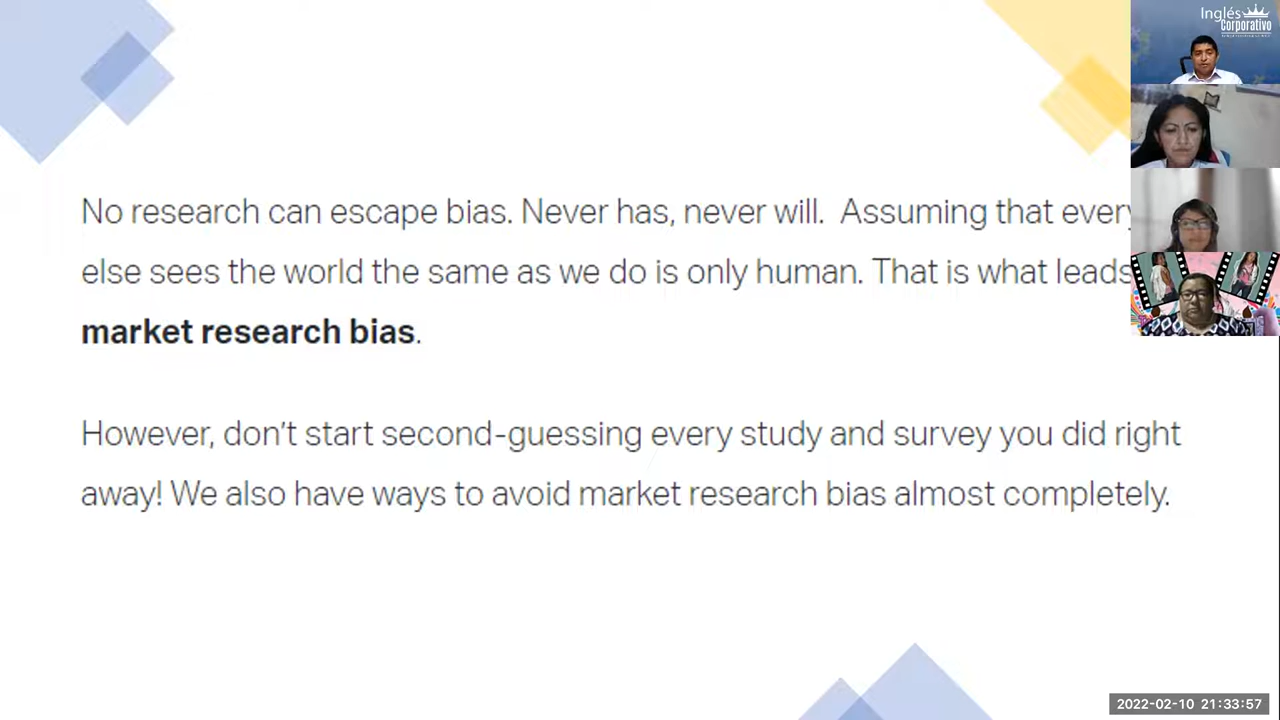 Inglés
Corporativo
No research can escape bias. Never has, never will. Assuming that every
else sees the world the same as we do is only human. That is what leads
market research bias.
However, don't start second-guessing every study and survey you did right
away! We also have ways to avoid market research bias almost completely.
2022-02-10 21:33:57